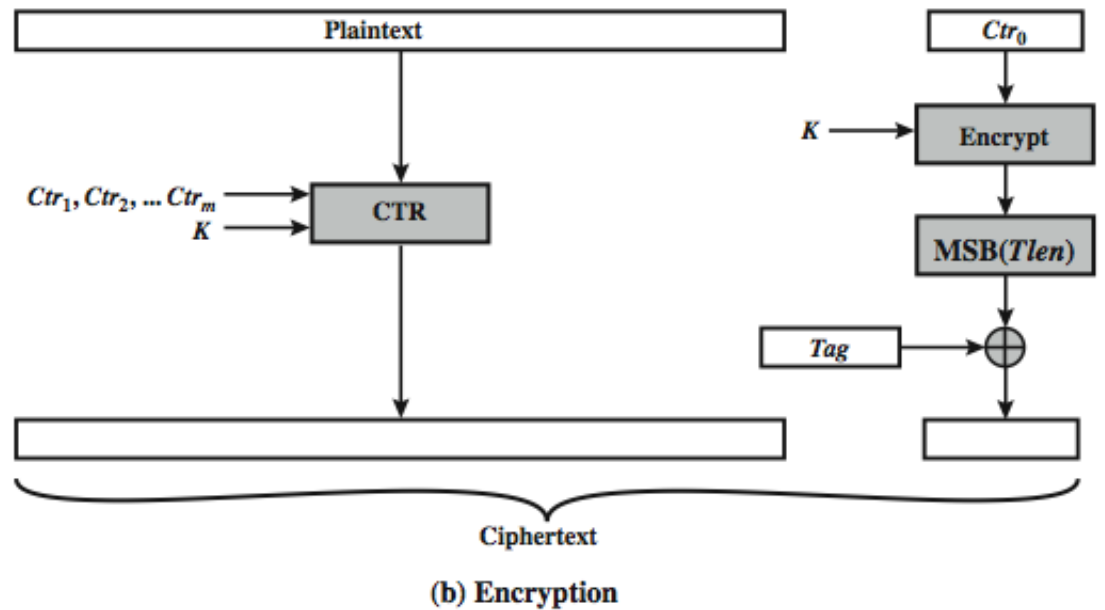 Plaintext
Ctr₀
K
Encrypt
Ctr₁, Ctr₂, ... Ctrₘ
K
CTR
MSB(Tlen)
Tag
Ciphertext
(b) Encryption